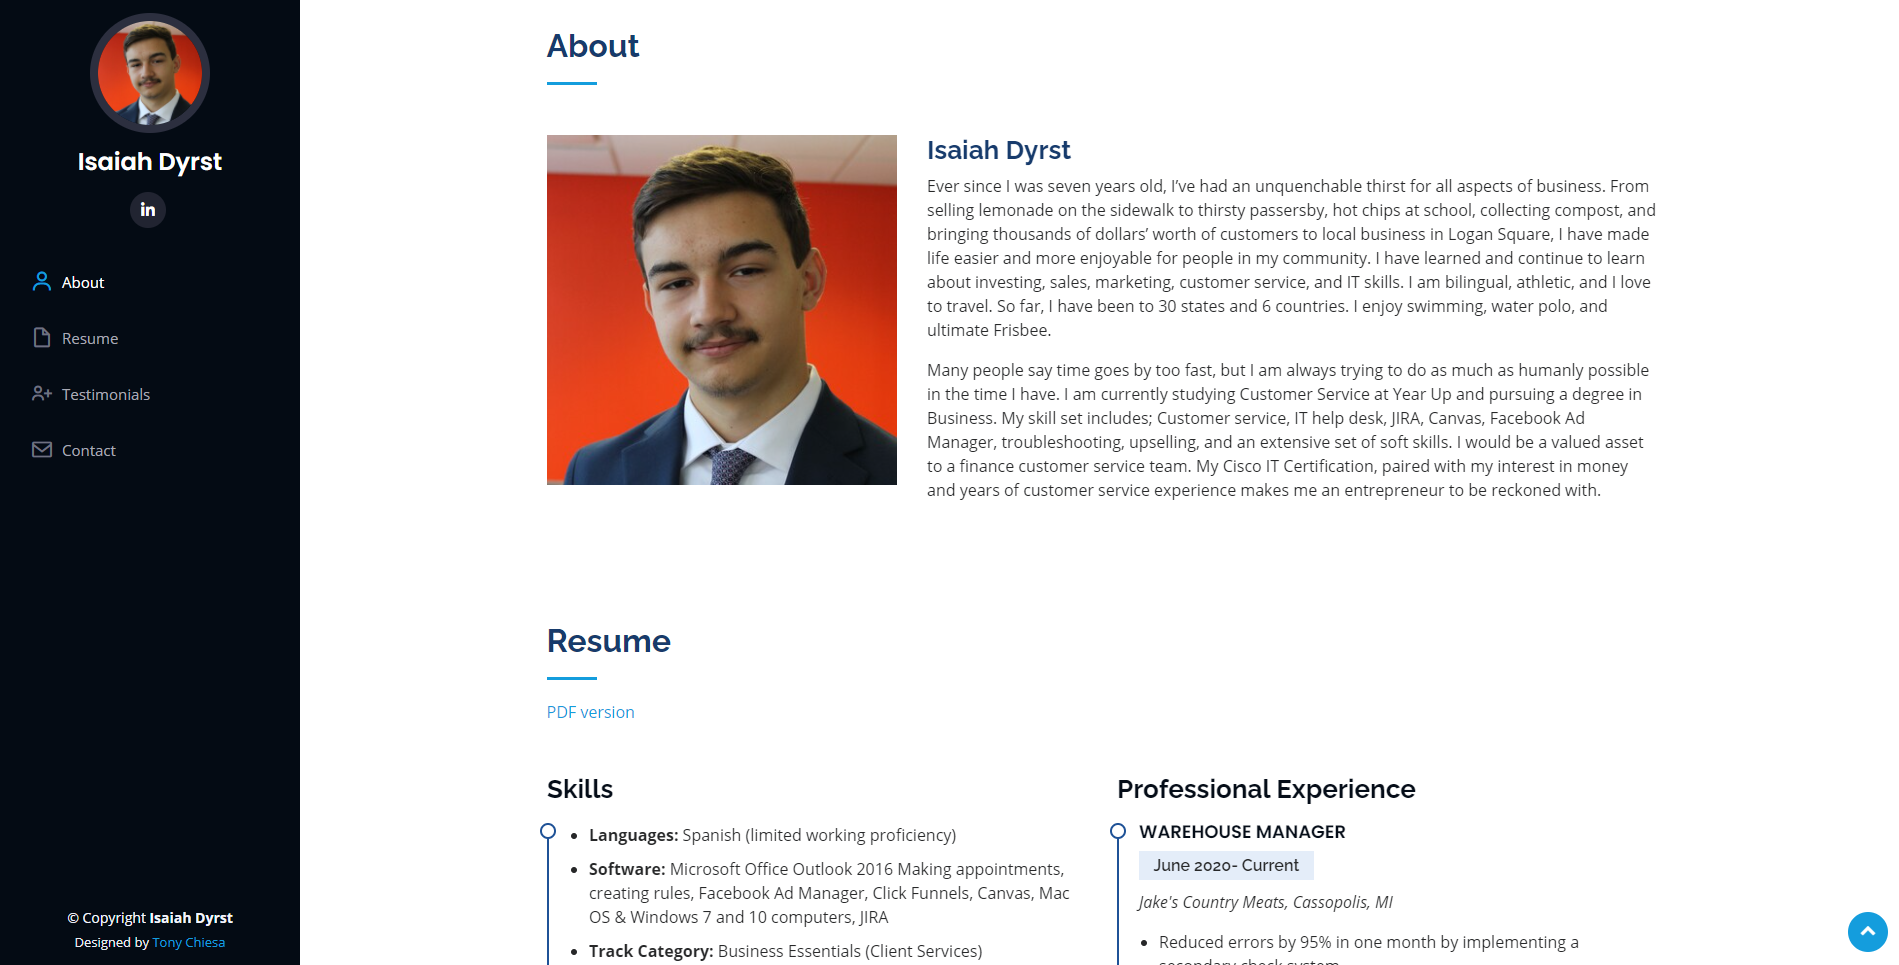 Isaiah Dyrst
in
About
Resume
Testimonials
Contact
© Copyright Isaiah Dyrst
Designed by Tony Chiesa
About
Isaiah Dyrst
Ever since I was seven years old, I’ve had an unquenchable thirst for all aspects of business. From
selling lemonade on the sidewalk to thirsty passersby, hot chips at school, collecting compost, and
bringing thousands of dollars’ worth of customers to local business in Logan Square, I have made
life easier and more enjoyable for people in my community. I have learned and continue to learn
about investing, sales, marketing, customer service, and IT skills. I am bilingual, athletic, and I love
to travel. So far, I have been to 30 states and 6 countries. I enjoy swimming, water polo, and
ultimate Frisbee.
Many people say time goes by too fast, but I am always trying to do as much as humanly possible
in the time I have. I am currently studying Customer Service at Year Up and pursuing a degree in
Business. My skill set includes; Customer service, IT help desk, JIRA, Canvas, Facebook Ad
Manager, troubleshooting, upselling, and an extensive set of soft skills. I would be a valued asset
to a finance customer service team. My Cisco IT Certification, paired with my interest in money
and years of customer service experience makes me an entrepreneur to be reckoned with.
Resume
PDF version
Skills
Languages: Spanish (limited working proficiency)
Software: Microsoft Office Outlook 2016 Making appointments,
creating rules, Facebook Ad Manager, Click Funnels, Canvas, Mac
OS & Windows 7 and 10 computers, JIRA
Track Category: Business Essentials (Client Services)
Professional Experience
WAREHOUSE MANAGER
June 2020- Current
Jake's Country Meats, Cassopolis, MI
Reduced errors by 95% in one month by implementing a
secondary check system